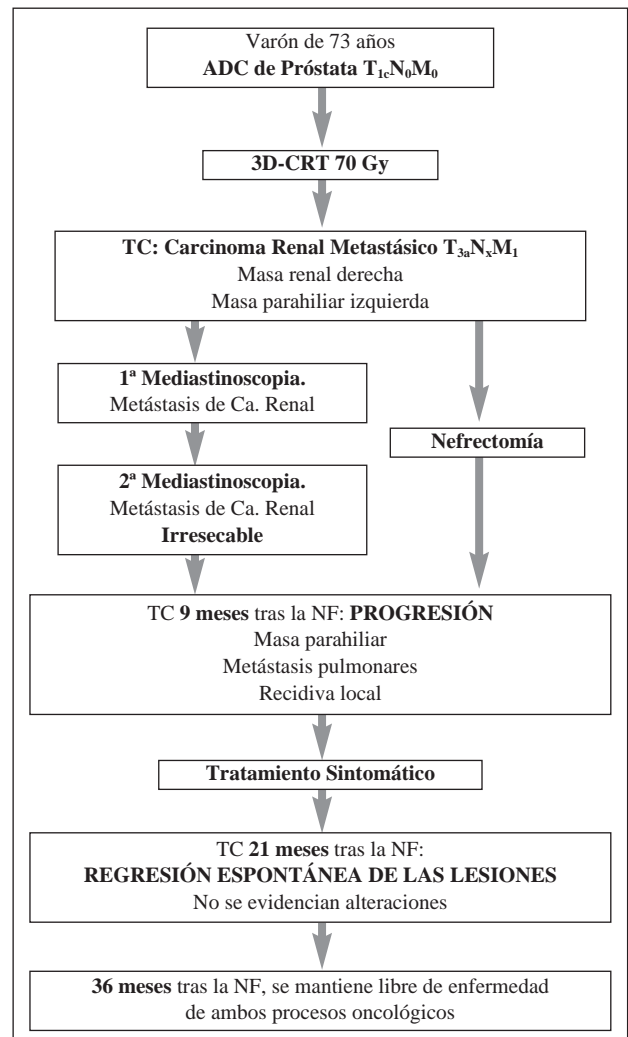 Varón de 73 años
ADC de Próstata T1cN0M0
3D-CRT 70 Gy
TC: Carcinoma Renal Metastásico T3aNxM1
Masa renal derecha
Masa parahiliar izquierda
1ª Mediastinoscopia.
Metástasis de Ca. Renal
Nefrectomía
2ª Mediastinoscopia.
Metástasis de Ca. Renal
Irresecable
TC 9 meses tras la NF: PROGRESIÓN
Masa parahiliar
Metástasis pulmonares
Recidiva local
Tratamiento Sintomático
TC 21 meses tras la NF:
REGRESIÓN ESPONTÁNEA DE LAS LESIONES
No se evidencian alteraciones
36 meses tras la NF, se mantiene libre de enfermedad
de ambos procesos oncológicos